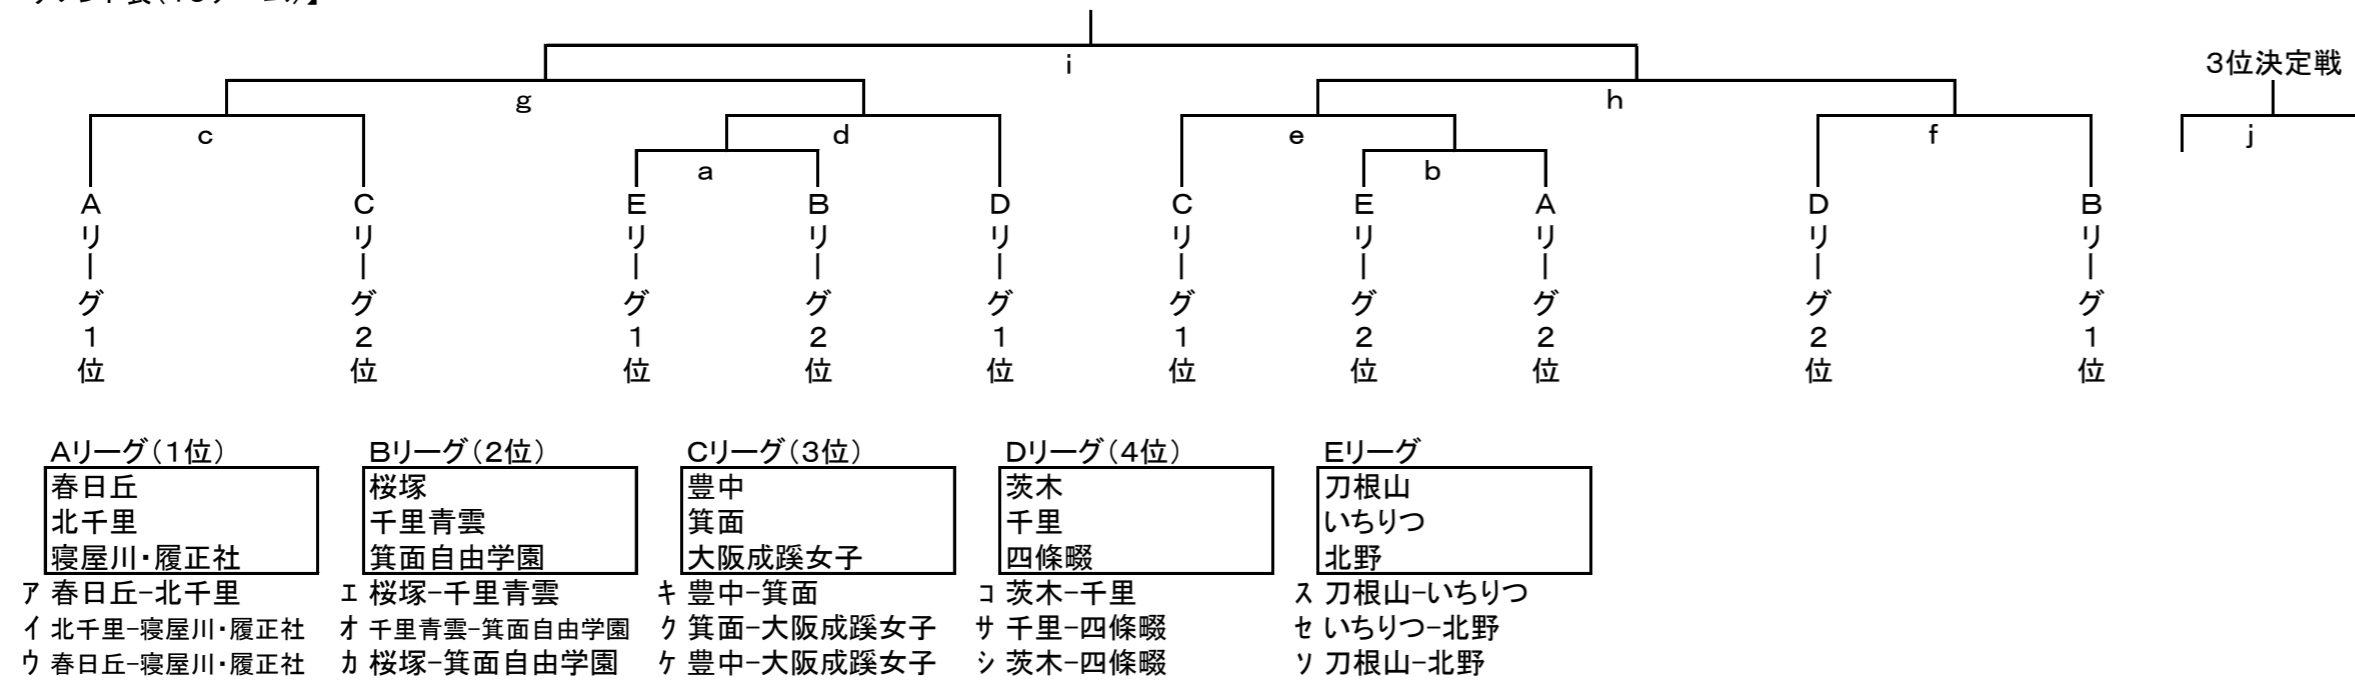 i
3位決定戦
g
h
c
d
e
f
j
a
b
Aリーグ1位
Cリーグ2位
Eリーグ1位
Bリーグ2位
Dリーグ1位
Cリーグ1位
Eリーグ2位
Aリーグ2位
Dリーグ2位
Bリーグ1位
Aリーグ(1位)
春日丘
北千里
寝屋川・履正社
ア 春日丘-北千里
イ 北千里-寝屋川・履正社
ウ 春日丘-寝屋川・履正社
Bリーグ(2位)
桜塚
千里青雲
箕面自由学園
エ 桜塚-千里青雲
オ 千里青雲-箕面自由学園
カ 桜塚-箕面自由学園
Cリーグ(3位)
豊中
箕面
大阪成蹊女子
キ 豊中-箕面
ク 箕面-大阪成蹊女子
ケ 豊中-大阪成蹊女子
Dリーグ(4位)
茨木
千里
四條畷
コ 茨木-千里
サ 千里-四條畷
シ 茨木-四條畷
Eリーグ
刀根山
いちりつ
北野
ス 刀根山-いちりつ
セ いちりつ-北野
ソ 刀根山-北野